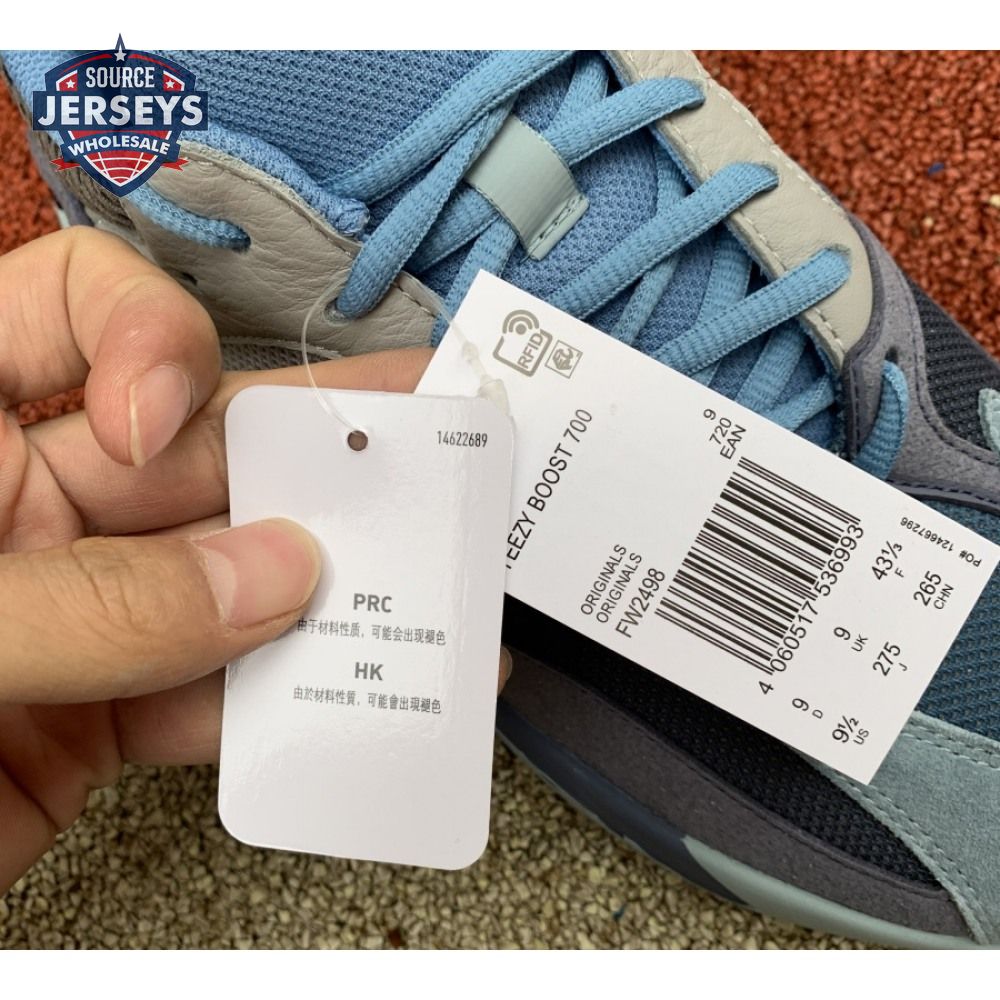 SOURCE
JERSEYS
WHOLESALE
14622689
PRC
由于材料性质，可能会出现褪色
HK
由於材料性質，可能會出現褪色
RFID
YEEZY BOOST 700
ORIGINALS
ORIGINALS
FW2498
9
720
EAN
4 060517 536993
PO# 124667296
43⅓
F
265
CHN
9
UK
275
J
9
D
9½
US